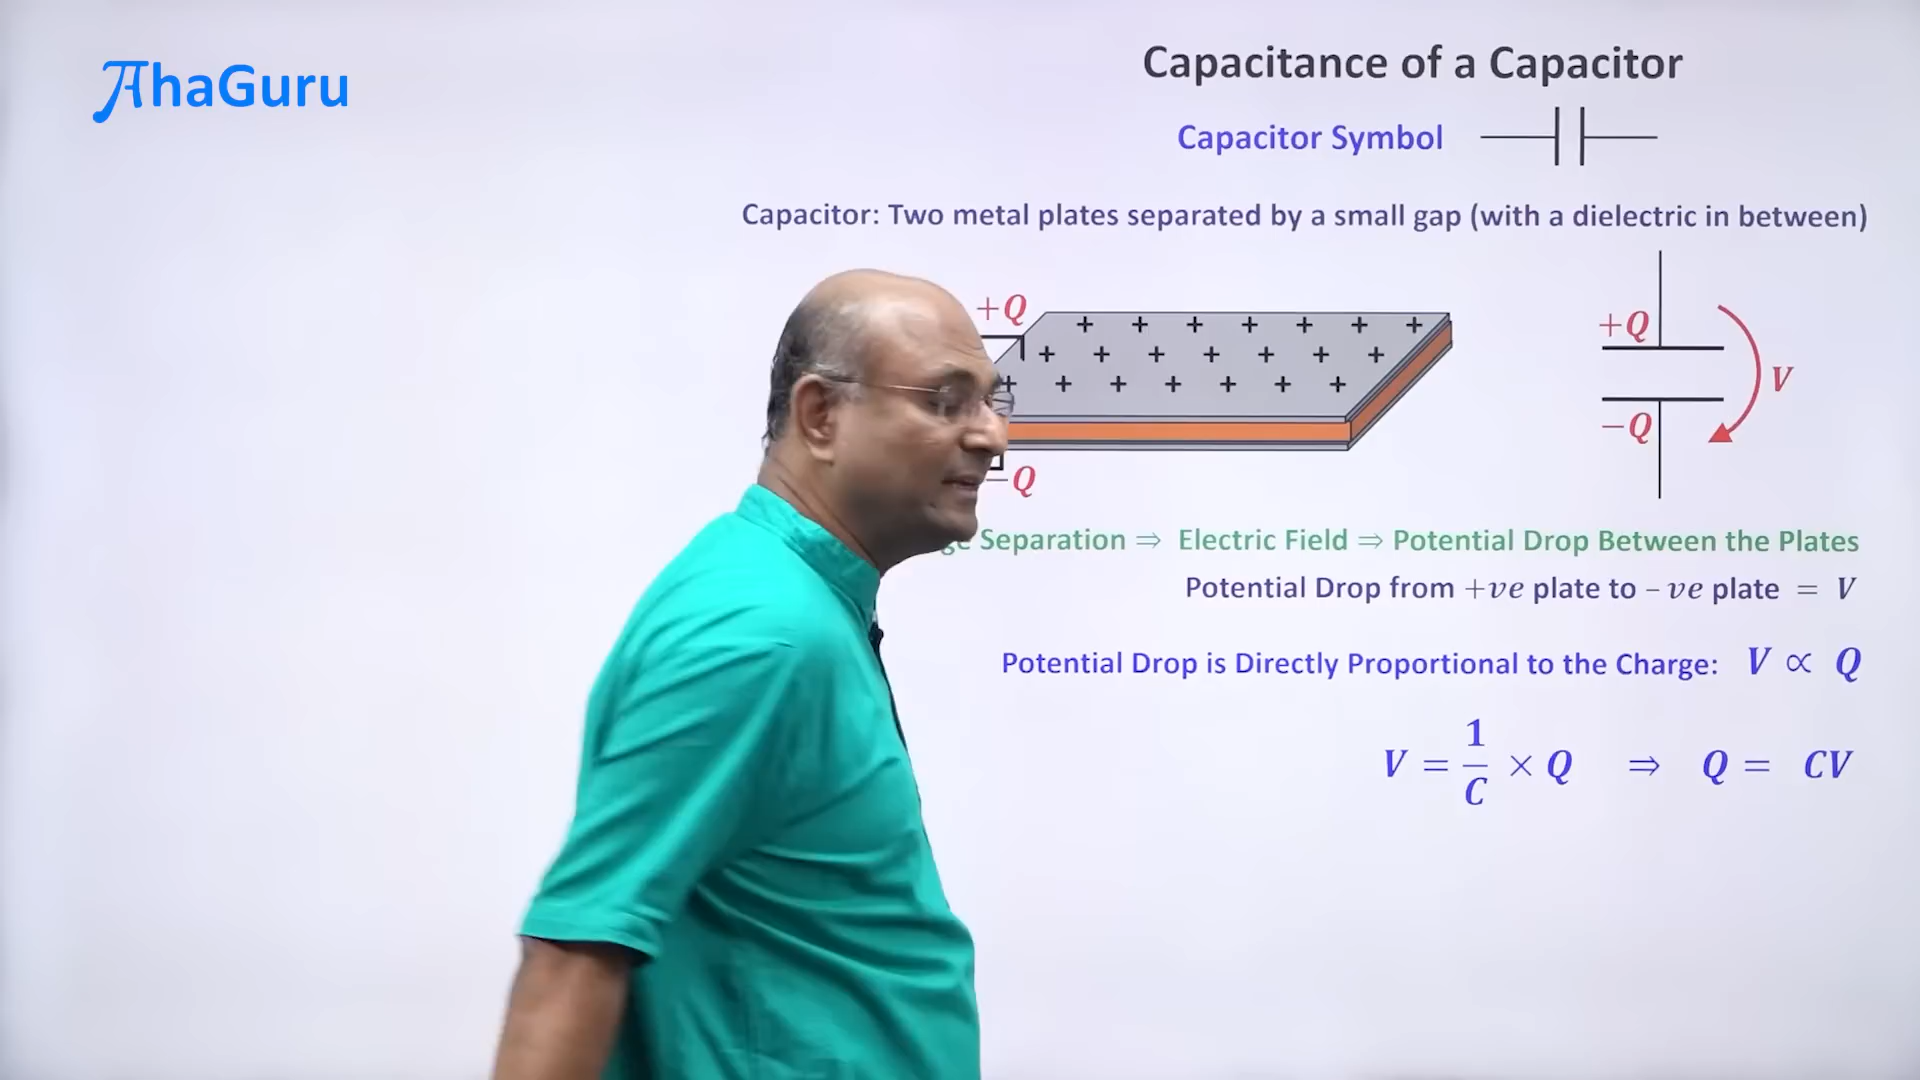 AhaGuru
Capacitance of a Capacitor
Capacitor Symbol
Capacitor: Two metal plates separated by a small gap (with a dielectric in between)
+Q
+ + + + + + +
+ + + + + + +
+ + + + + + +
−Q
+Q
V
−Q
Separation ⇒ Electric Field ⇒ Potential Drop Between the Plates
Potential Drop from +ve plate to – ve plate = V
Potential Drop is Directly Proportional to the Charge: V ∝ Q
V = 1/C × Q ⇒ Q = CV